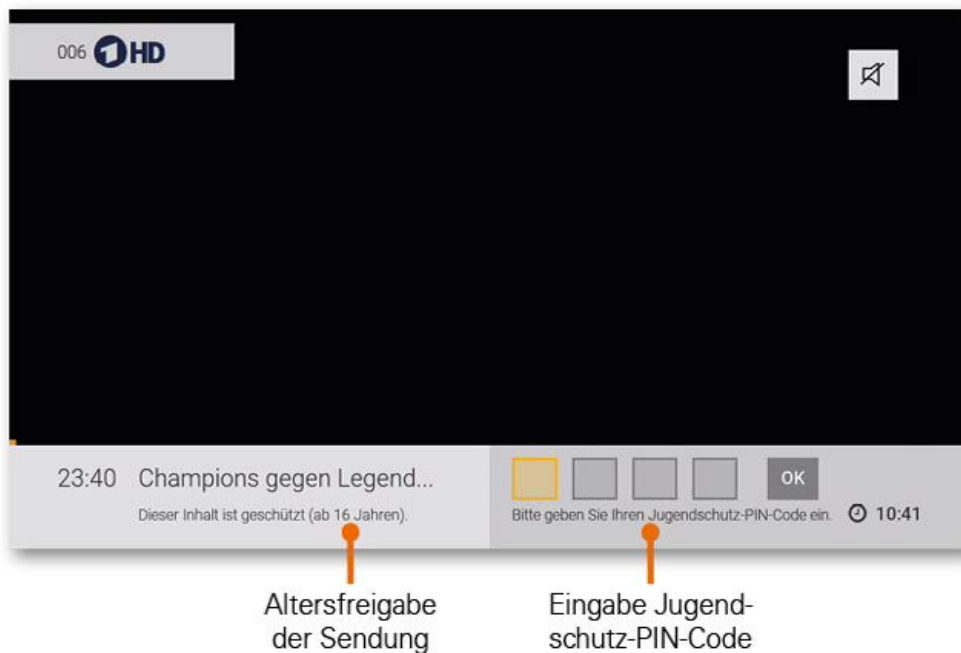 006 1 HD
23:40 Champions gegen Legend...
Dieser Inhalt ist geschützt (ab 16 Jahren).
OK
Bitte geben Sie Ihren Jugendschutz-PIN-Code ein. 10:41
Altersfreigabe
der Sendung
Eingabe Jugend-
schutz-PIN-Code